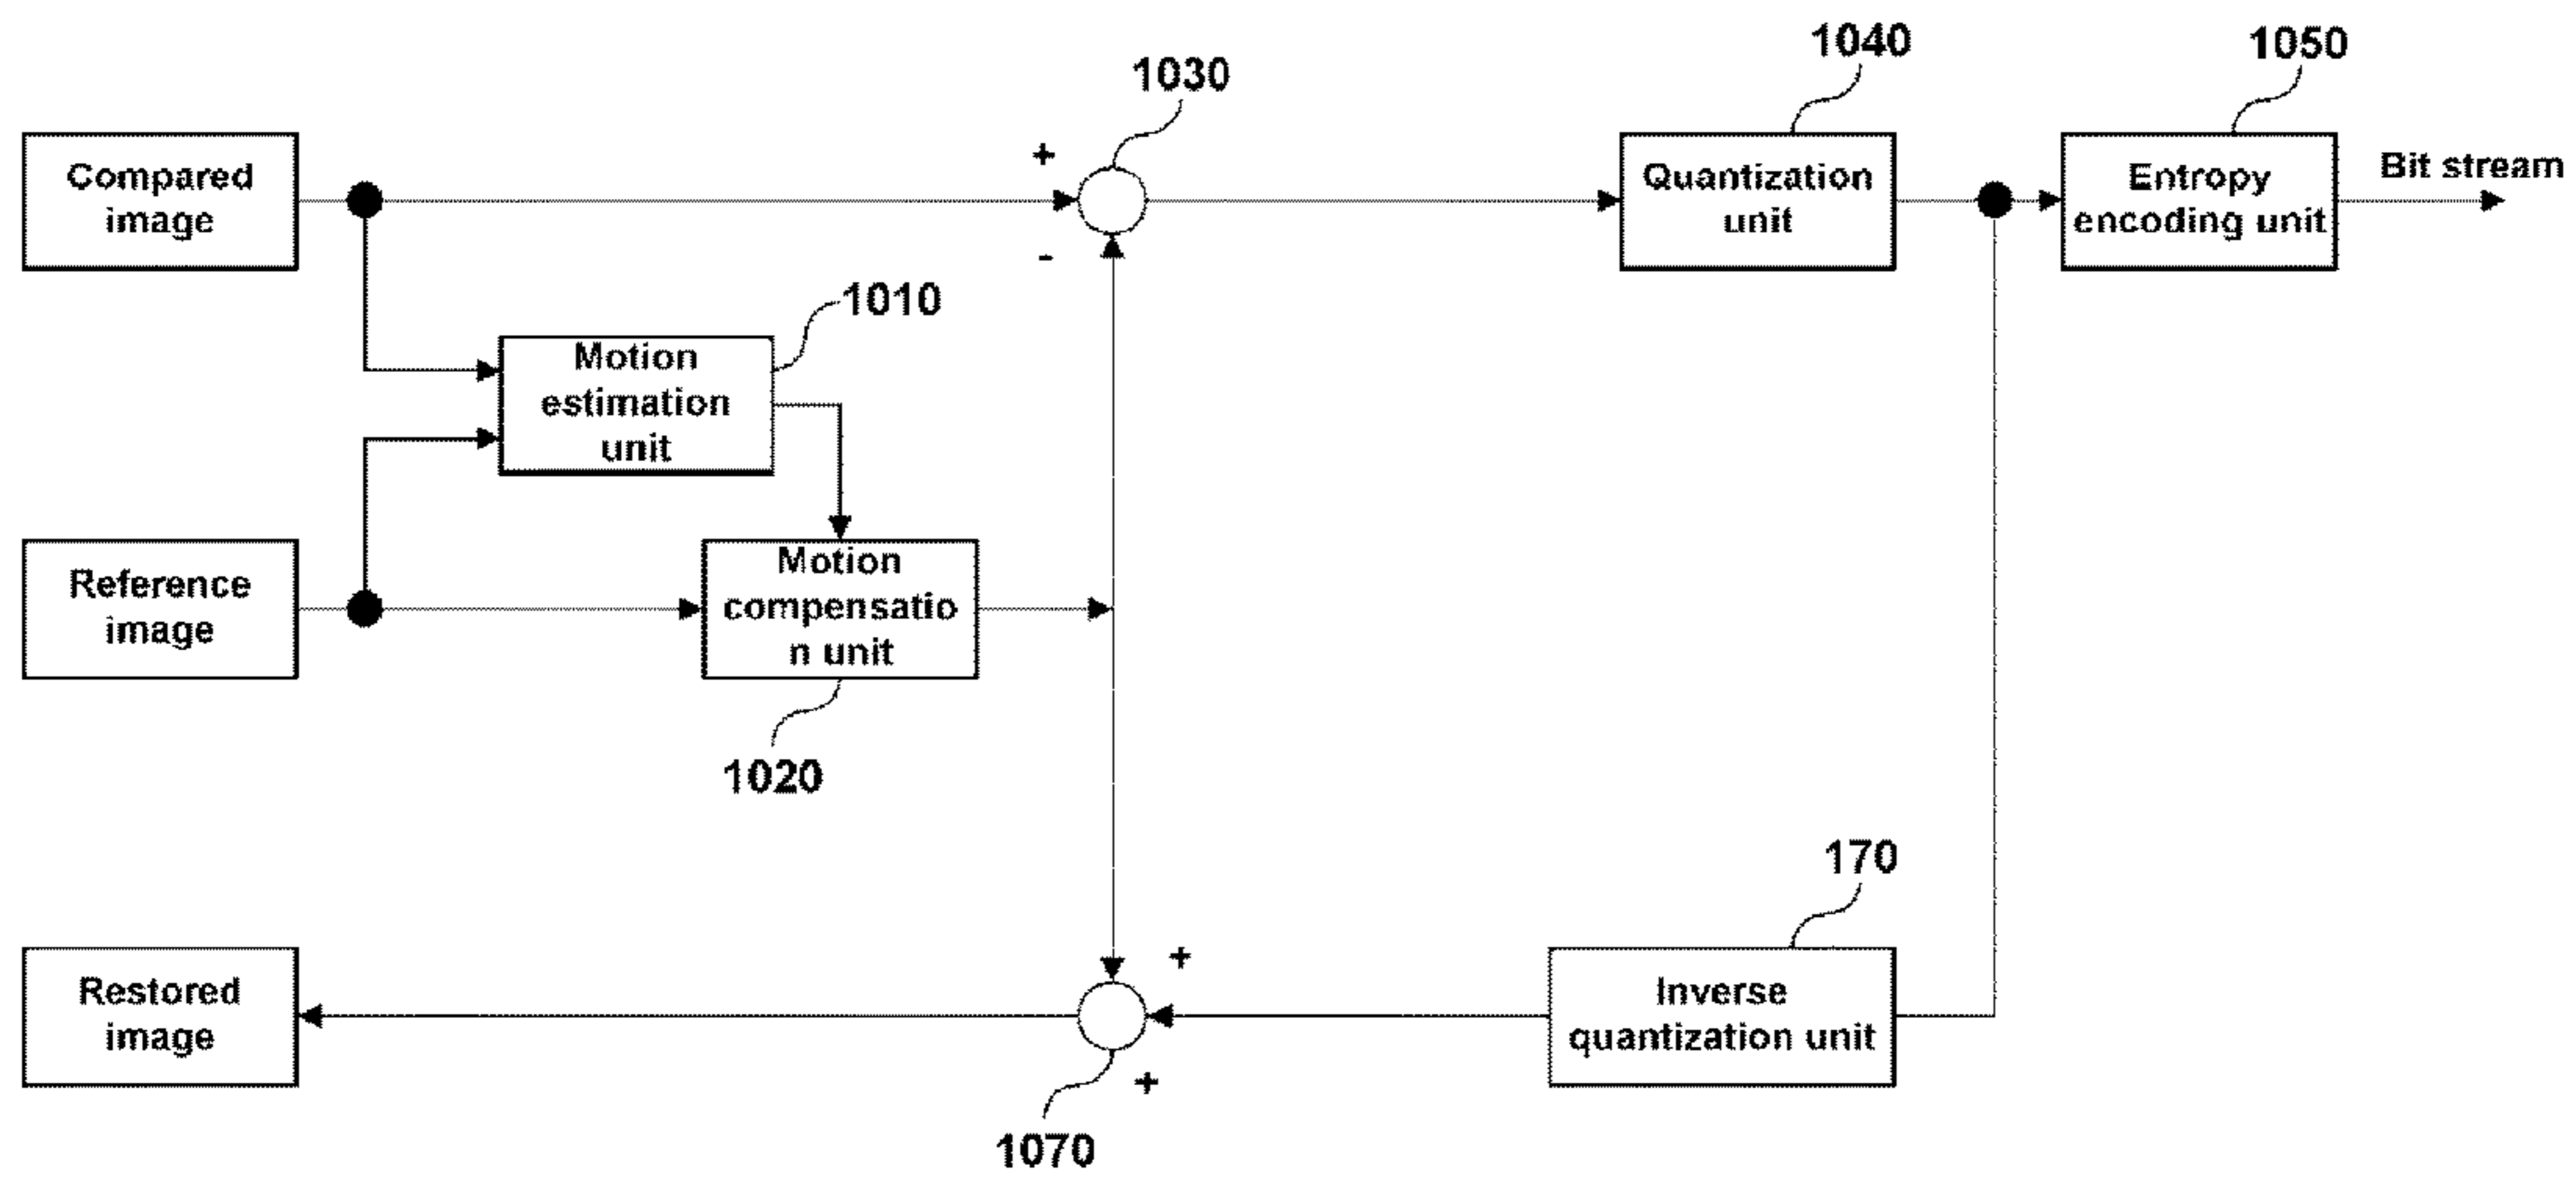 1040
1050
1030
+
Compared
image
Quantization
unit
Entropy
encoding unit
Bit stream
-
1010
Motion
estimation
unit
Reference
image
Motion
compensatio
n unit
1020
170
+
Restored
image
Inverse
quantization unit
+
1070